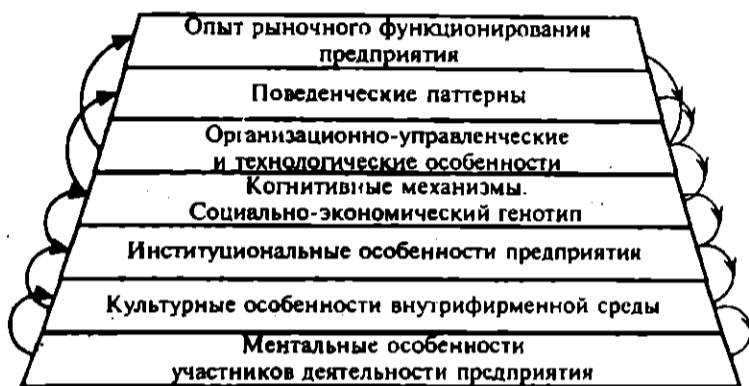 Опыт рыночного функционирования
предприятия
Поведенческие паттерны
Организационно-управленческие
и технологические особенности
Когнитивные механизмы.
Социально-экономический генотип
Институциональные особенности предприятия
Культурные особенности внутрифирменной среды
Ментальные особенности
участников деятельности предприятия